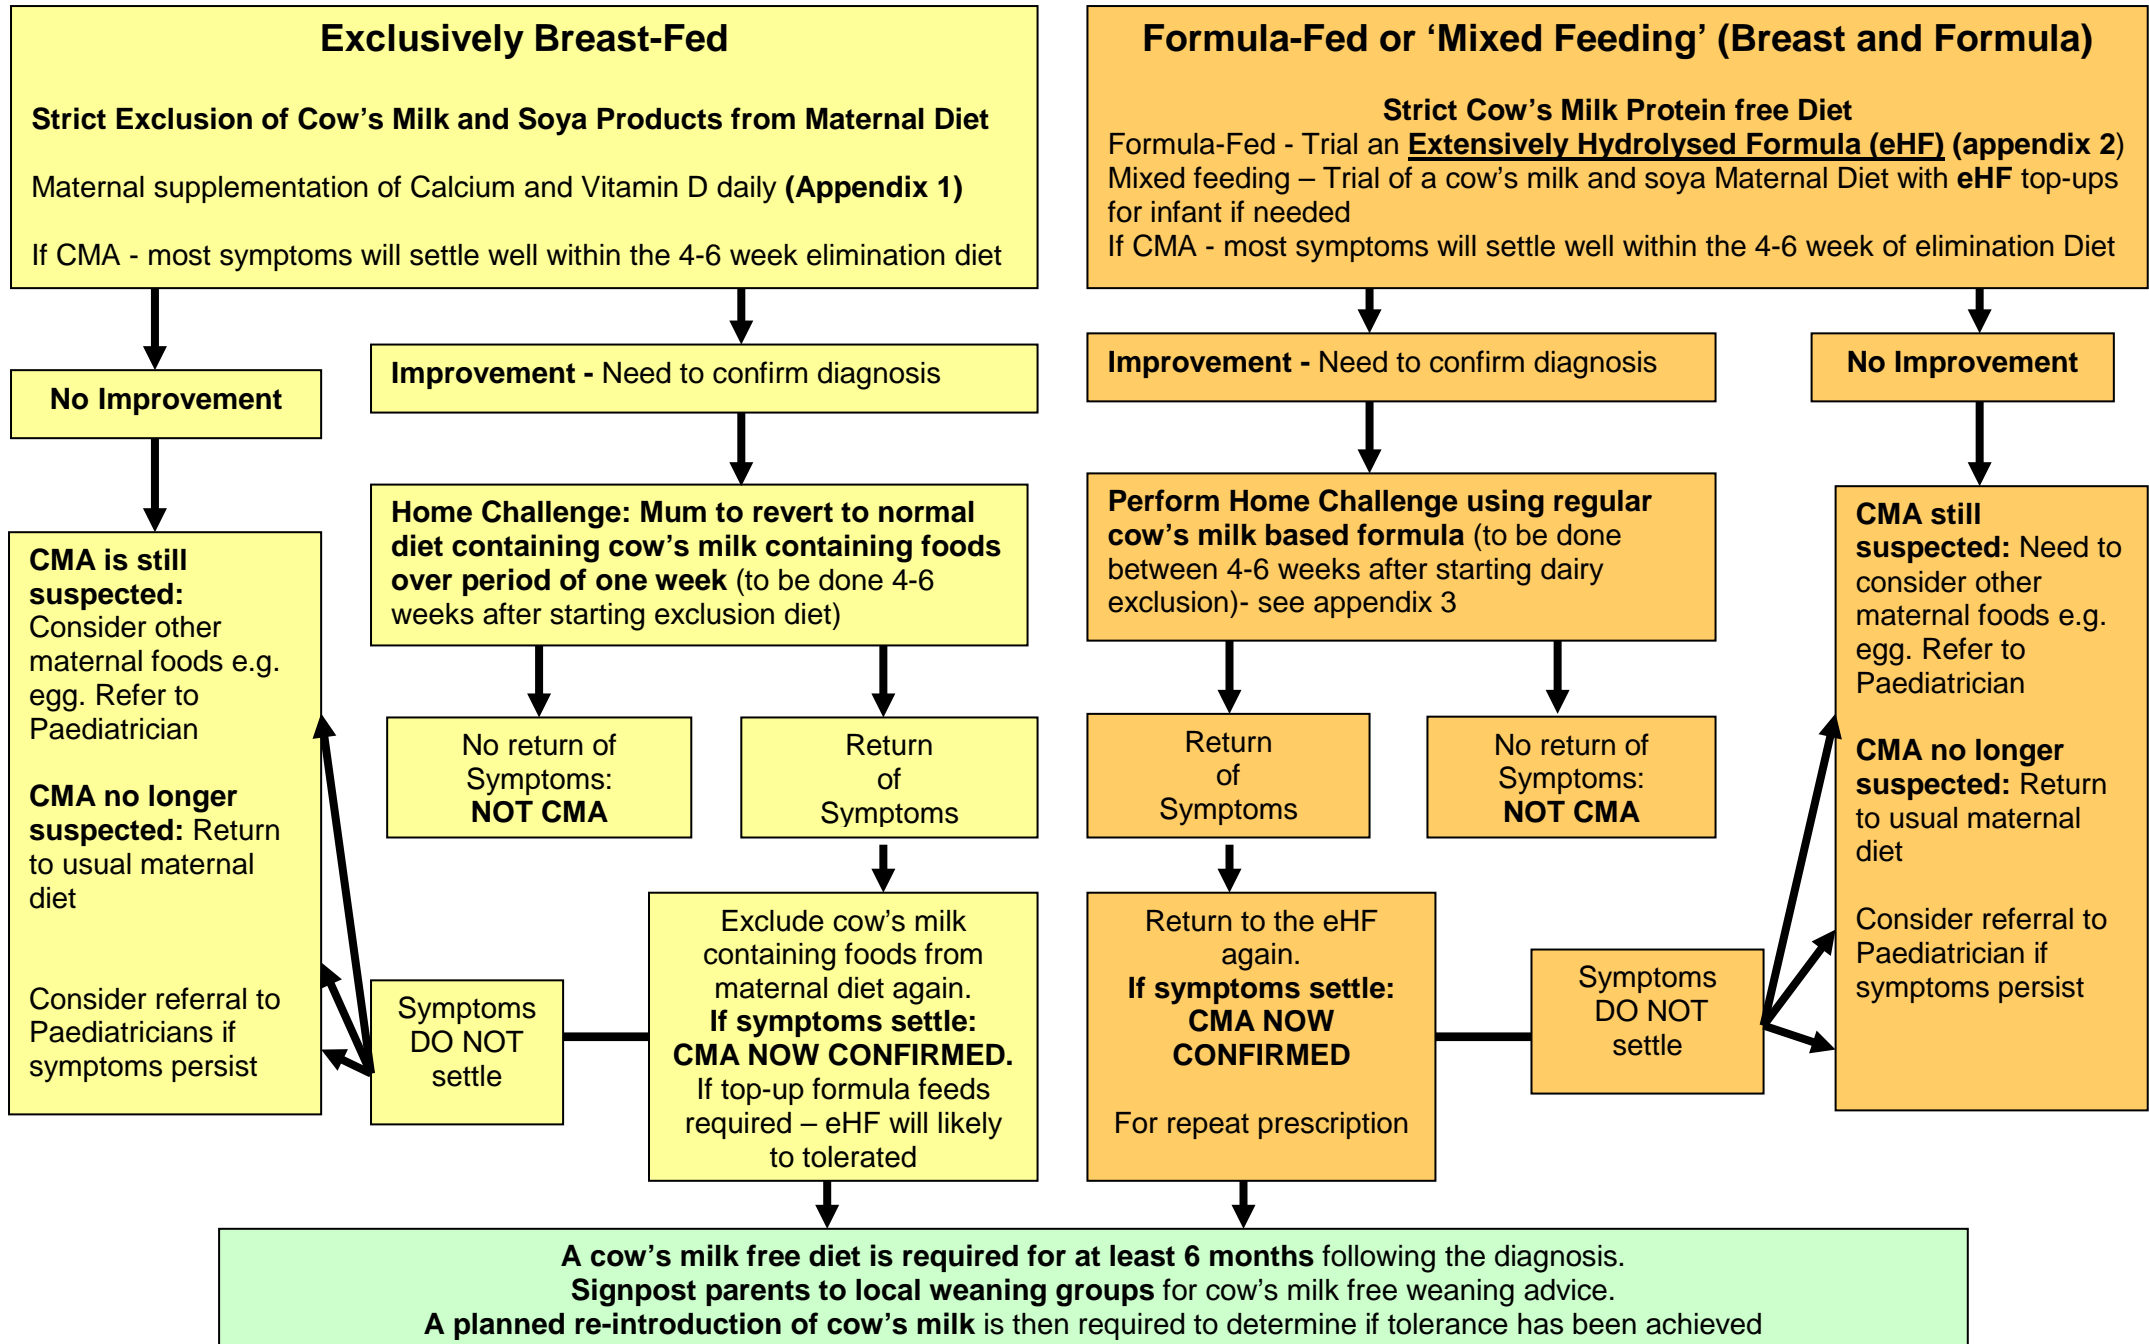 Exclusively Breast-Fed
Strict Exclusion of Cow's Milk and Soya Products from Maternal Diet
Maternal supplementation of Calcium and Vitamin D daily (Appendix 1)
If CMA - most symptoms will settle well within the 4-6 week elimination diet
Formula-Fed or ‘Mixed Feeding’ (Breast and Formula)
Strict Cow’s Milk Protein free Diet
Formula-Fed - Trial an Extensively Hydrolysed Formula (eHF) (appendix 2)
Mixed feeding – Trial of a cow’s milk and soya Maternal Diet with eHF top-ups
for infant if needed
If CMA - most symptoms will settle well within the 4-6 week of elimination Diet
No Improvement
Improvement - Need to confirm diagnosis
Improvement - Need to confirm diagnosis
No Improvement
CMA is still
suspected:
Consider other
maternal foods e.g.
egg. Refer to
Paediatrician
CMA no longer
suspected: Return
to usual maternal
diet
Consider referral to
Paediatricians if
symptoms persist
Home Challenge: Mum to revert to normal
diet containing cow’s milk containing foods
over period of one week (to be done 4-6
weeks after starting exclusion diet)
Perform Home Challenge using regular
cow’s milk based formula (to be done
between 4-6 weeks after starting dairy
exclusion)- see appendix 3
CMA still
suspected: Need to
consider other
maternal foods e.g.
egg. Refer to
Paediatrician
CMA no longer
suspected: Return
to usual maternal
diet
Consider referral to
Paediatrician if
symptoms persist
No return of
Symptoms:
NOT CMA
Return
of
Symptoms
Return
of
Symptoms
No return of
Symptoms:
NOT CMA
Symptoms
DO NOT
settle
Exclude cow’s milk
containing foods from
maternal diet again.
If symptoms settle:
CMA NOW CONFIRMED.
If top-up formula feeds
required – eHF will likely
to tolerated
Return to the eHF
again.
If symptoms settle:
CMA NOW
CONFIRMED
For repeat prescription
Symptoms
DO NOT
settle
A cow’s milk free diet is required for at least 6 months following the diagnosis.
Signpost parents to local weaning groups for cow’s milk free weaning advice.
A planned re-introduction of cow’s milk is then required to determine if tolerance has been achieved